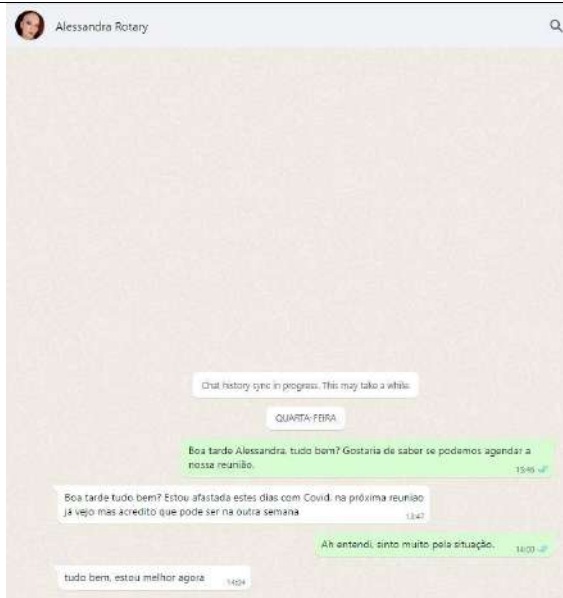 Alessandra Rotary
Chat history sync in progress. This may take a while.
QUARTA-FEIRA
Boa tarde Alessandra, tudo bem? Gostaria de saber se podemos agendar a
nossa reunião.
Boa tarde tudo bem? Estou afastada estes dias com Covid, na próxima reuniao
já vejo mas acredito que pode ser na outra semana
13:47
Ah entendi, sinto muito pela situação.
14:00
tudo bem, estou melhor agora
14:04